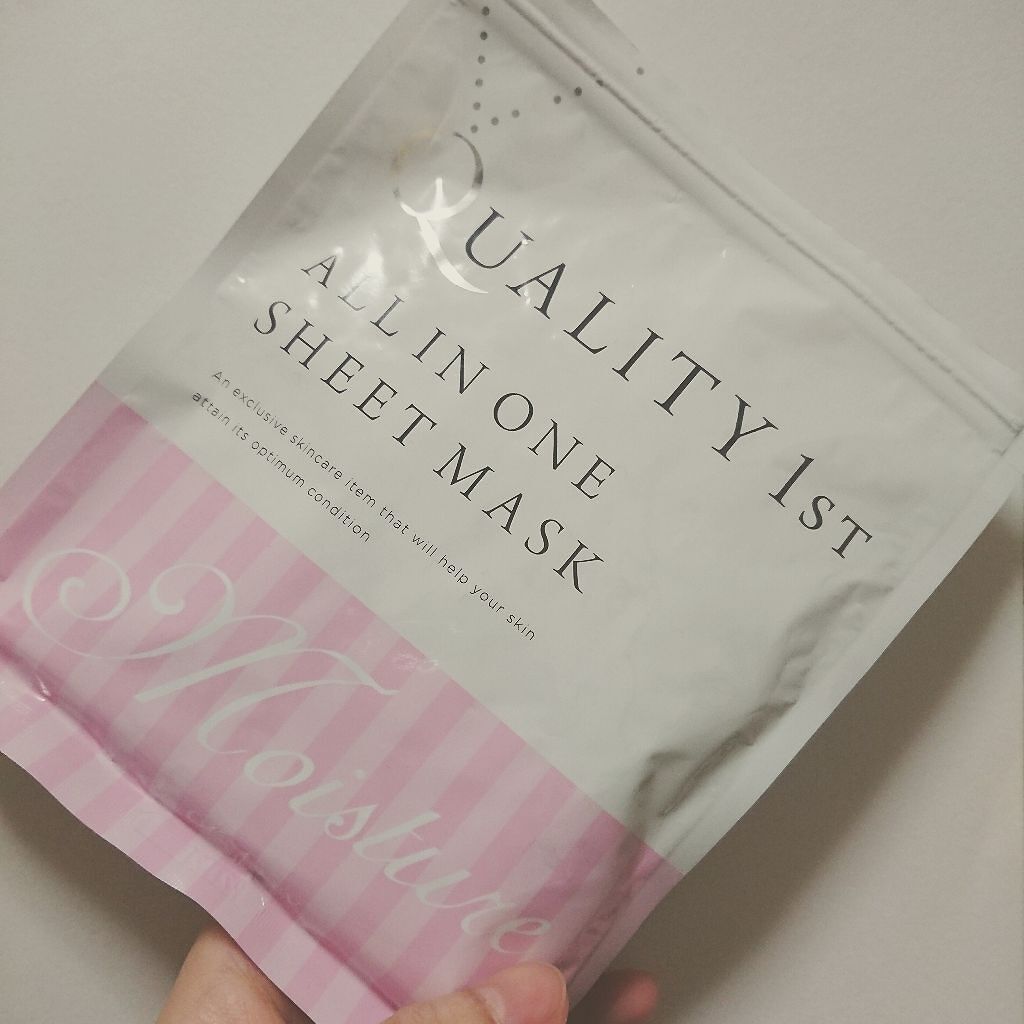 QUALITY 1ST
ALL IN ONE
SHEET MASK
An exclusive skincare item that will help your skin
attain its optimum condition
Moisture